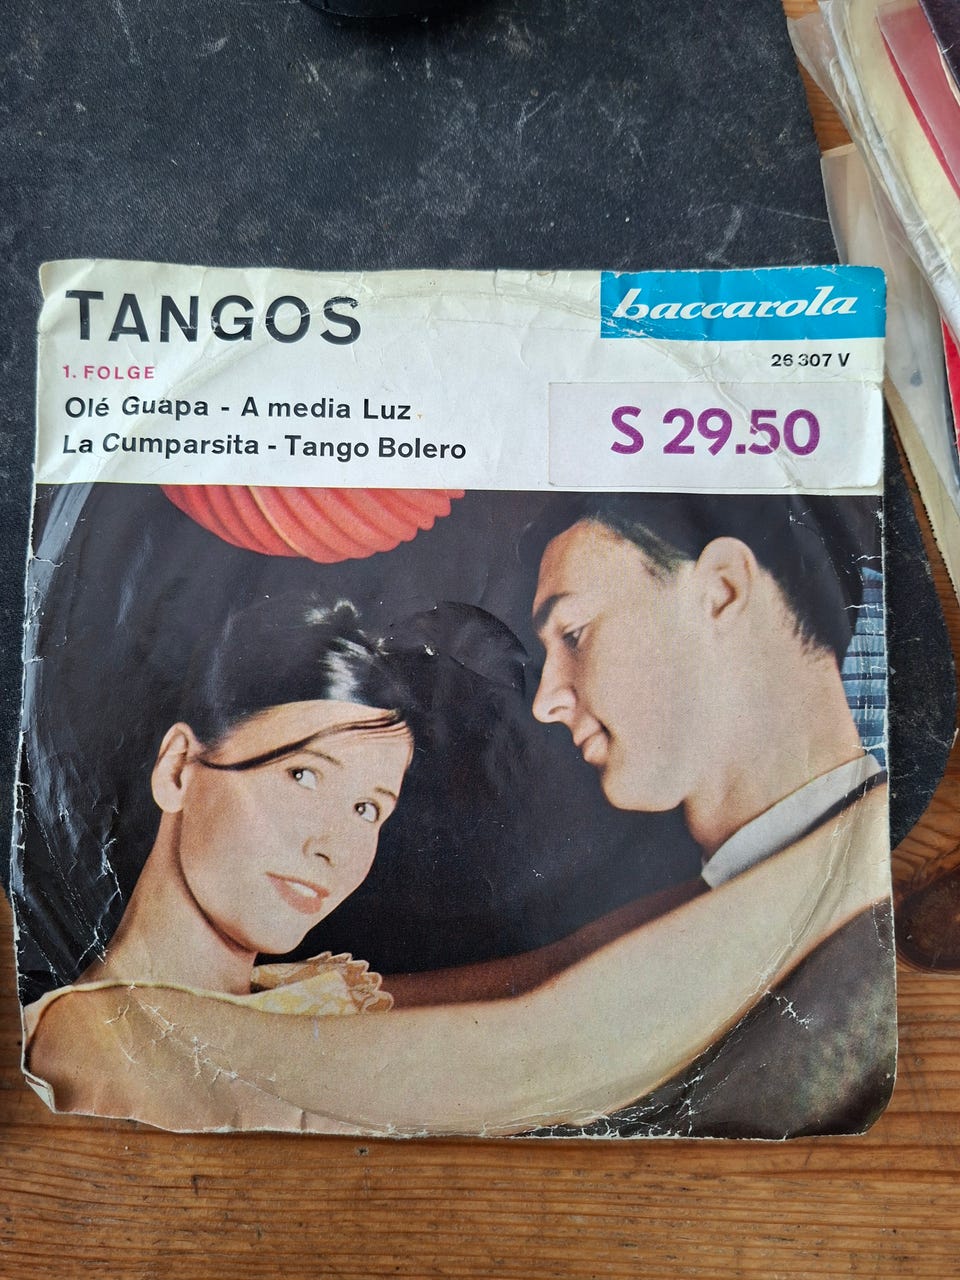 TANGOS
baccarola
26 307 V
1. FOLGE
Olé Guapa - A media Luz
La Cumparsita - Tango Bolero
S 29.50